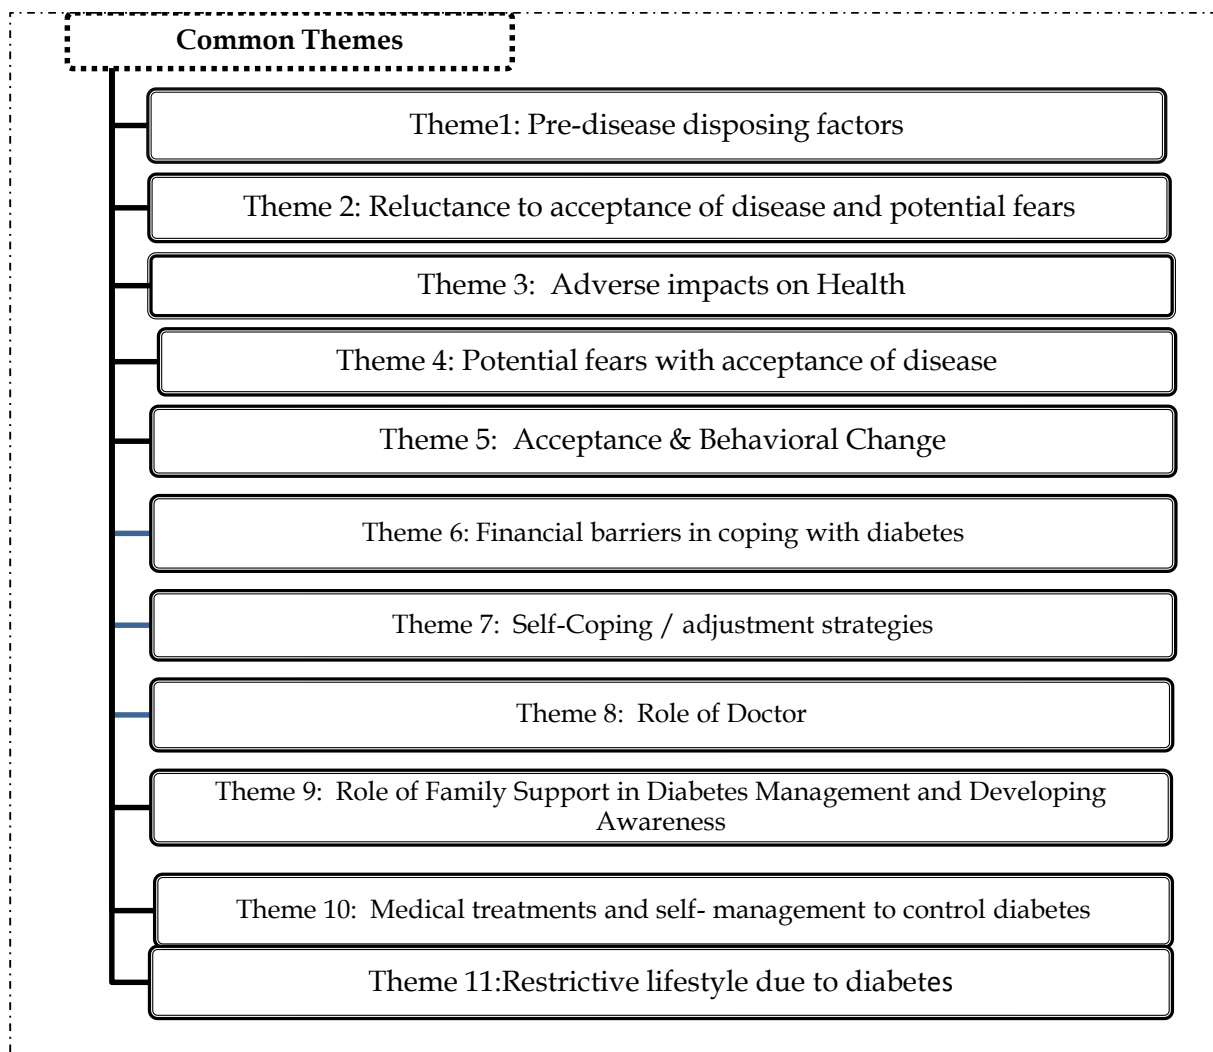 Common Themes
Theme1: Pre-disease disposing factors
Theme 2: Reluctance to acceptance of disease and potential fears
Theme 3:  Adverse impacts on Health
Theme 4: Potential fears with acceptance of disease
Theme 5:  Acceptance & Behavioral Change
Theme 6: Financial barriers in coping with diabetes
Theme 7:  Self-Coping / adjustment strategies
Theme 8:  Role of Doctor
Theme 9:  Role of Family Support in Diabetes Management and Developing
Awareness
Theme 10:  Medical treatments and self- management to control diabetes
Theme 11:Restrictive lifestyle due to diabetes